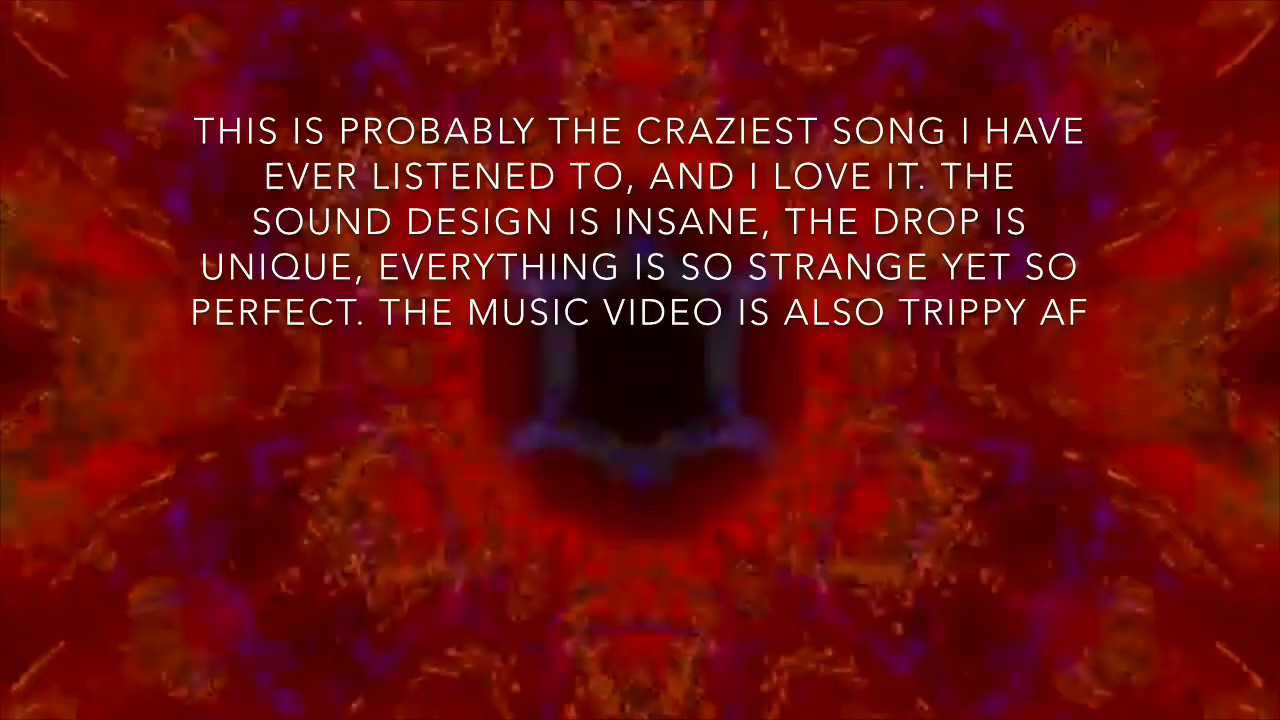 THIS IS PROBABLY THE CRAZIEST SONG I HAVE
EVER LISTENED TO, AND I LOVE IT. THE
SOUND DESIGN IS INSANE, THE DROP IS
UNIQUE, EVERYTHING IS SO STRANGE YET SO
PERFECT. THE MUSIC VIDEO IS ALSO TRIPPY AF